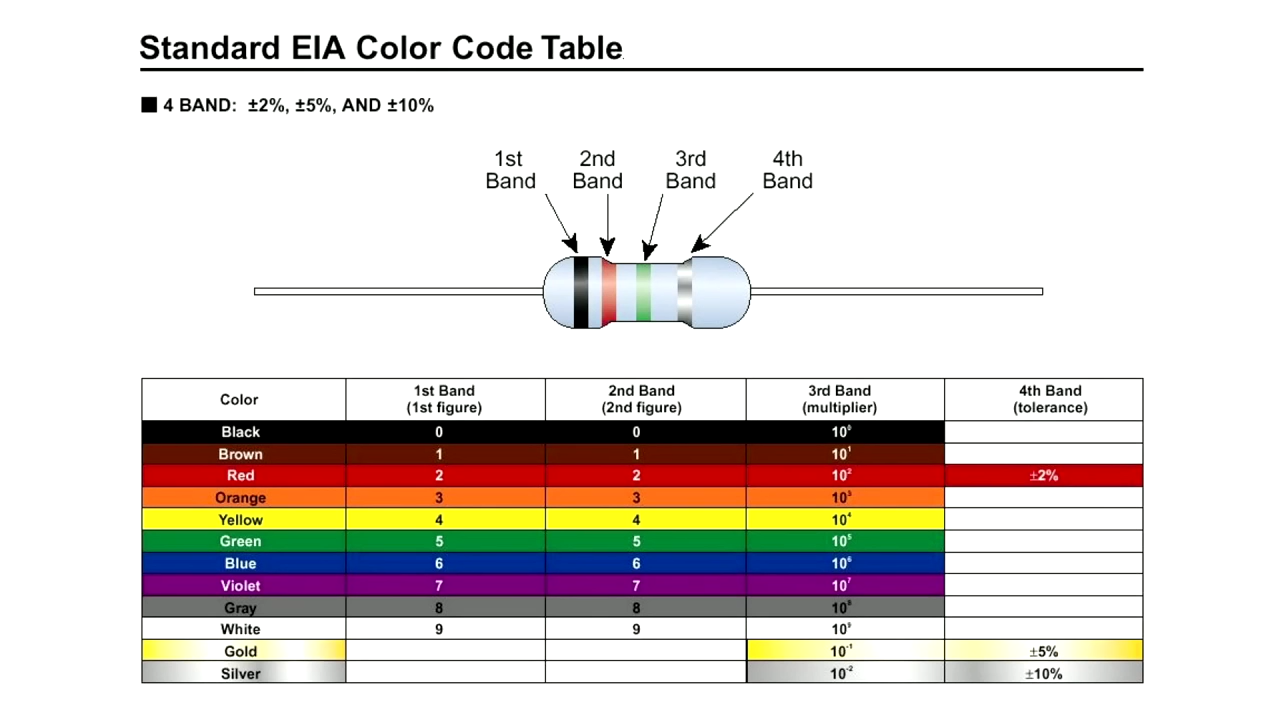 Standard EIA Color Code Table
■ 4 BAND: ±2%, ±5%, AND ±10%
1st Band
2nd Band
3rd Band
4th Band
Color 1st Band (1st figure) 2nd Band (2nd figure) 3rd Band (multiplier) 4th Band (tolerance)
Black 0 0 10⁰
Brown 1 1 10¹
Red 2 2 10² ±2%
Orange 3 3 10³
Yellow 4 4 10⁴
Green 5 5 10⁵
Blue 6 6 10⁶
Violet 7 7 10⁷
Gray 8 8 10⁸
White 9 9 10⁹
Gold 10⁻¹ ±5%
Silver 10⁻² ±10%